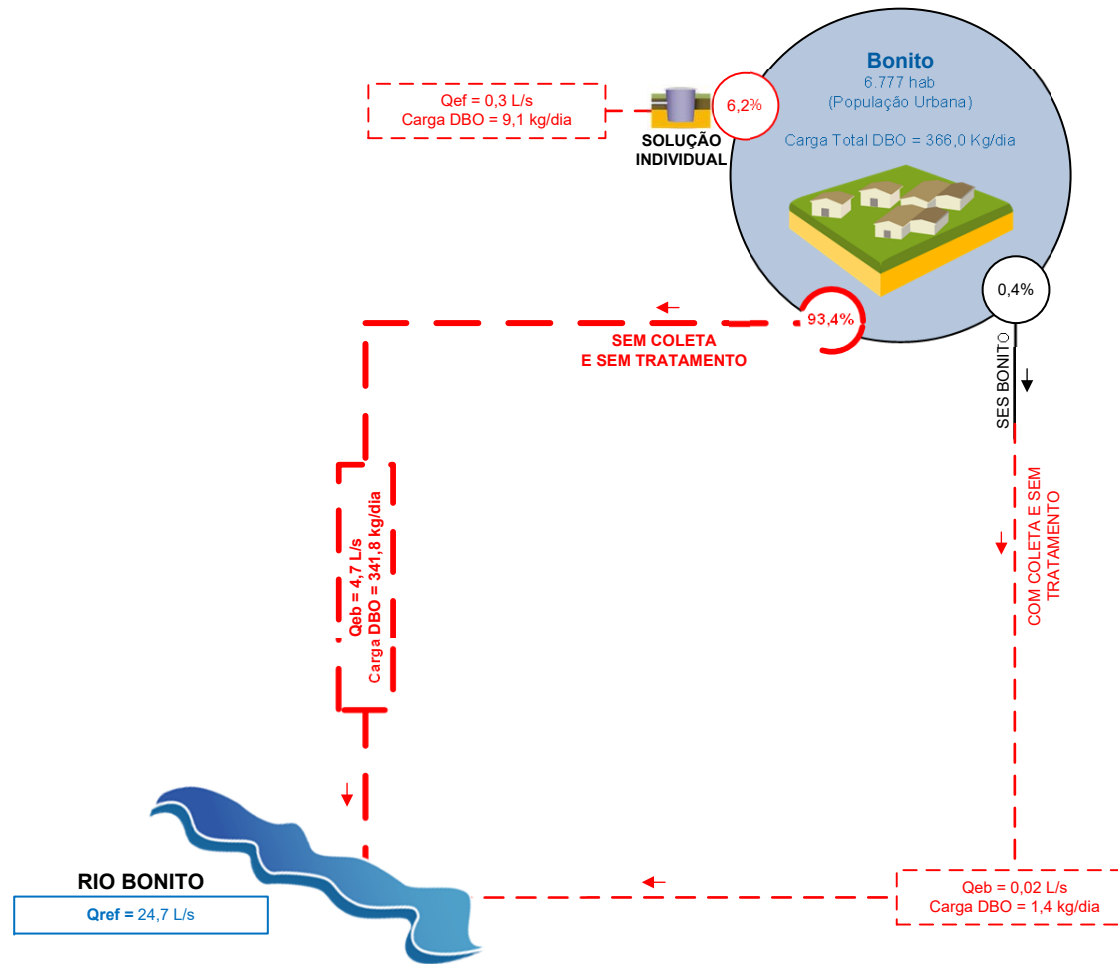 Bonito
6.777 hab
(População Urbana)
Carga Total DBO = 366,0 Kg/dia
Qef = 0,3 L/s
Carga DBO = 9,1 kg/dia
6,2%
SOLUÇÃO
INDIVIDUAL
0,4%
93,4%
SEM COLETA
E SEM TRATAMENTO
SES BONITO
COM COLETA E SEM
TRATAMENTO
Qeb = 4,7 L/s
Carga DBO = 341,8 kg/dia
RIO BONITO
Qref = 24,7 L/s
Qeb = 0,02 L/s
Carga DBO = 1,4 kg/dia